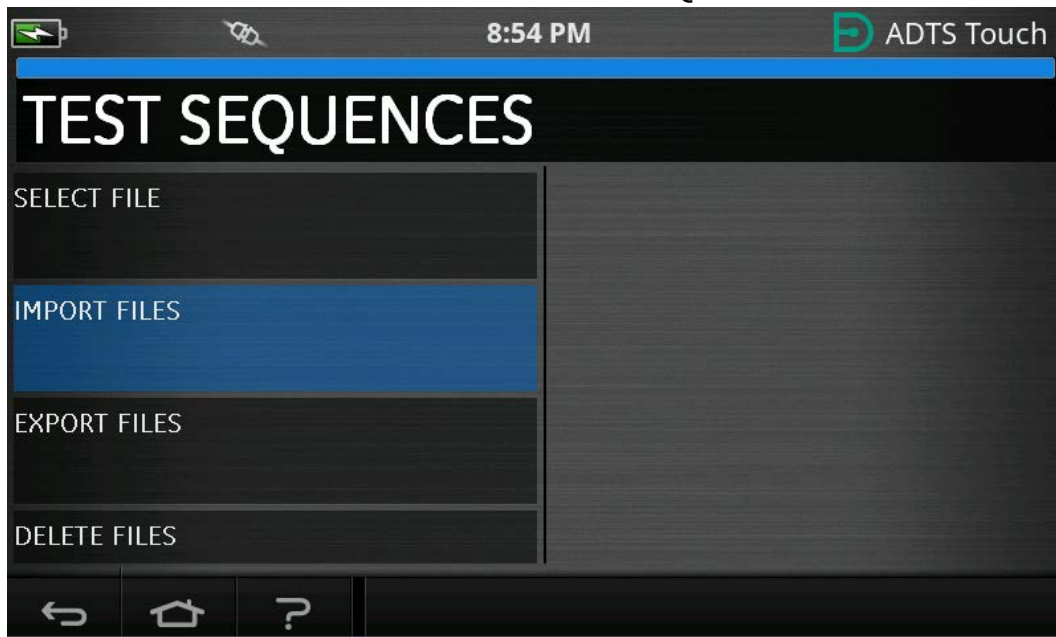 8:54 PM
ADTS Touch
TEST SEQUENCES
SELECT FILE
IMPORT FILES
EXPORT FILES
DELETE FILES
?